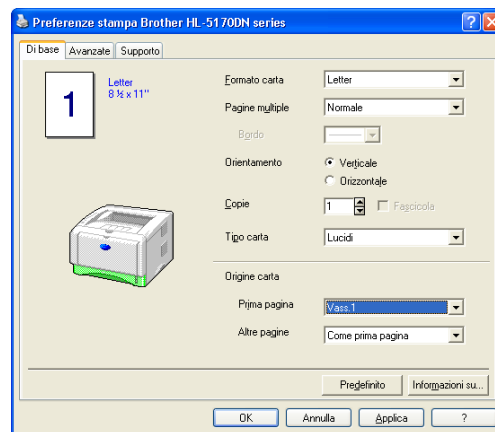 Preferenze stampa Brother HL-5170DN series
Di base Avanzate Supporto
1
Letter
8 ½ x 11"
Formato carta Letter
Pagine multiple Normale
Bordo
Orientamento Verticale
Orizzontale
Copie 1 Fascicola
Tipo carta Lucidi
Origine carta
Prima pagina Vass.1
Altre pagine Come prima pagina
Predefinito Informazioni su...
OK Annulla Applica ?